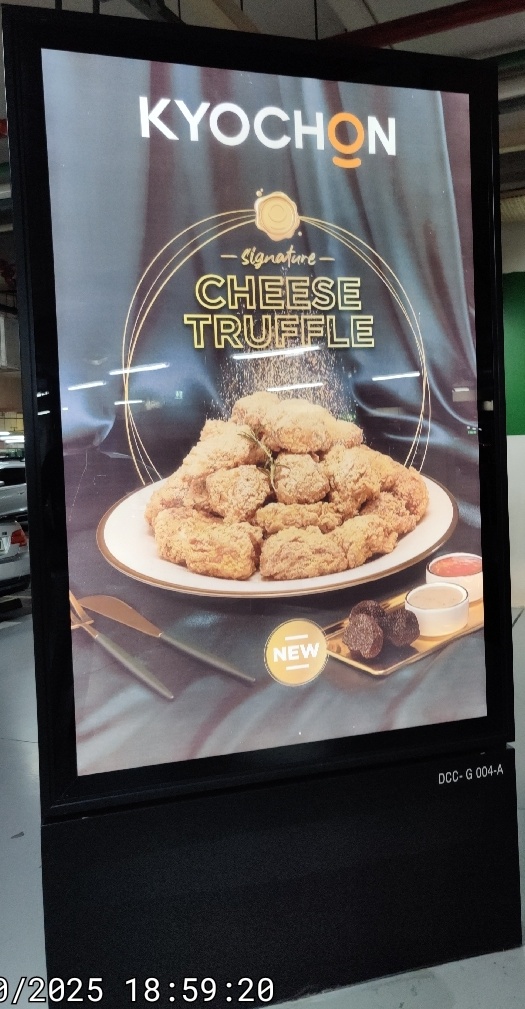 KYOCHON
Signature
CHEESE
TRUFFLE
NEW
DCC- G 004-A
0/2025 18:59:20